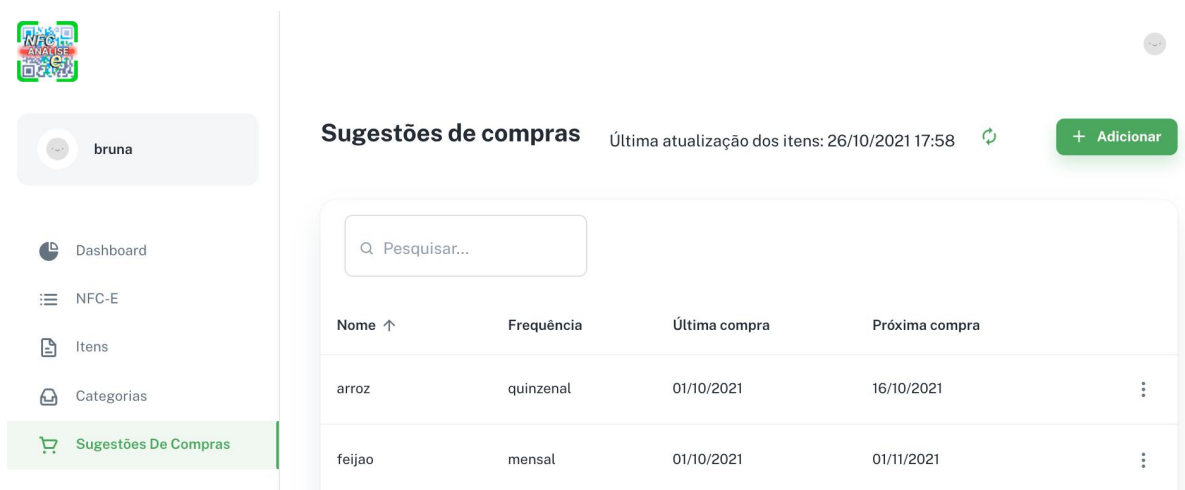 NFC
ANÁLISE
e
bruna
Dashboard
NFC-E
Itens
Categorias
Sugestões De Compras
Sugestões de compras
Última atualização dos itens: 26/10/2021 17:58
+ Adicionar
Pesquisar...
Nome ↑ Frequência Última compra Próxima compra
arroz quinzenal 01/10/2021 16/10/2021
feijao mensal 01/10/2021 01/11/2021